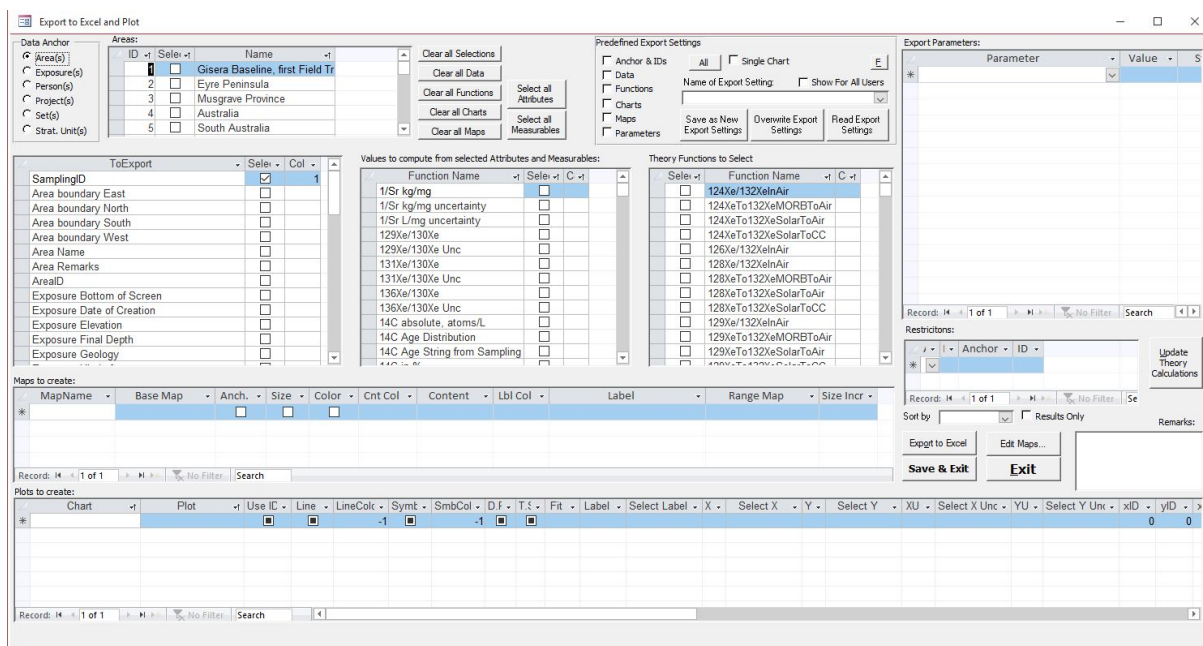 Export to Excel and Plot
Data Anchor
Area(s)
Exposure(s)
Person(s)
Project(s)
Set(s)
Strat. Unit(s)
Areas:
ID Selec Name
1 Gisera Baseline, first Field Tr
2 Eyre Peninsula
3 Musgrave Province
4 Australia
5 South Australia
Clear all Selections
Clear all Data
Clear all Functions
Clear all Charts
Clear all Maps
Select all Attributes
Select all Measurables
Predefined Export Settings
Anchor & IDs
Data
Functions
Charts
Maps
Parameters
All
Single Chart
E
Name of Export Setting:
Show For All Users
Save as New Export Settings
Overwrite Export Settings
Read Export Settings
Export Parameters:
Parameter Value S
Record: 1 of 1 No Filter Search
ToExport Selec Col
SamplingID 1
Area boundary East
Area boundary North
Area boundary South
Area boundary West
Area Name
Area Remarks
AreaID
Exposure Bottom of Screen
Exposure Date of Creation
Exposure Elevation
Exposure Final Depth
Exposure Geology
Values to compute from selected Attributes and Measurables:
Function Name Selec C
1/Sr kg/mg
1/Sr kg/mg uncertainty
1/Sr L/mg uncertainty
129Xe/130Xe
129Xe/130Xe Unc
131Xe/130Xe
131Xe/130Xe Unc
136Xe/130Xe
136Xe/130Xe Unc
14C absolute, atoms/L
14C Age Distribution
14C Age String from Sampling
14C in %
Theory Functions to Select
Selec Function Name C
124Xe/132XeInAir
124XeTo132XeMORBToAir
124XeTo132XeSolarToAir
124XeTo132XeSolarToCC
126Xe/132XeInAir
128Xe/132XeInAir
128XeTo132XeMORBToAir
128XeTo132XeSolarToAir
128XeTo132XeSolarToCC
129Xe/132XeInAir
129XeTo132XeMORBToAir
129XeTo132XeSolarToAir
129XeTo132XeSolarToCC
Restricitons:
Anchor ID
Record: 1 of 1 No Filter Se
Update Theory Calculations
Sort by
Results Only
Remarks:
Export to Excel
Edit Maps...
Save & Exit
Exit
Maps to create:
MapName Base Map Anch. Size Color Cnt Col Content Lbl Col Label Range Map Size Incr
Record: 1 of 1 No Filter Search
Plots to create:
Chart Plot Use IC Line LineColc Symt SmbCol D.F T.S Fit Label Select Label X Select X Y Select Y XU Select X Unc YU Select Y Unc xID yID
-1 -1 0 0
Record: 1 of 1 No Filter Search